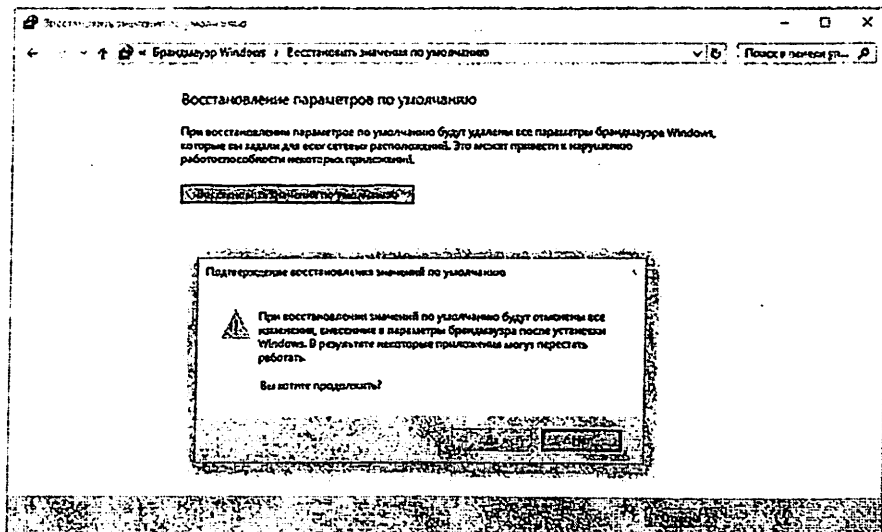 Восстановить значения по умолчанию
« Брандмауэр Windows › Восстановить значения по умолчанию
Поиск в панели уп...
Восстановление параметров по умолчанию
При восстановлении параметров по умолчанию будут удалены все параметры брандмауэра Windows,
которые вы задали для всех сетевых расположений. Это может привести к нарушению
работоспособности некоторых приложений.
Восстановить значения по умолчанию
Подтверждение восстановления значений по умолчанию
При восстановлении значений по умолчанию будут отменены все
изменения, внесенные в параметры брандмауэра после установки
Windows. В результате некоторые приложения могут перестать
работать.
Вы хотите продолжить?